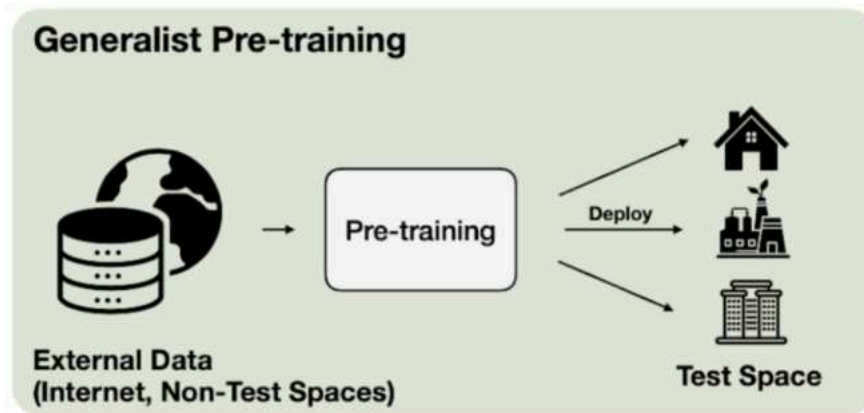 Generalist Pre-training
Pre-training
Deploy
External Data
(Internet, Non-Test Spaces)
Test Space